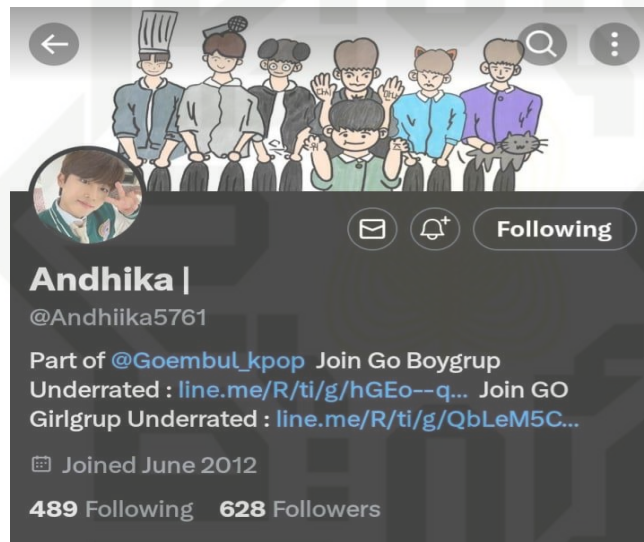 Following
Andhika |
@Andhiika5761
Part of @Goembul_kpop Join Go Boygrup
Underrated : line.me/R/ti/g/hGEo--q... Join GO
Girlgrup Underrated : line.me/R/ti/g/QbLeM5C...
Joined June 2012
489 Following 628 Followers